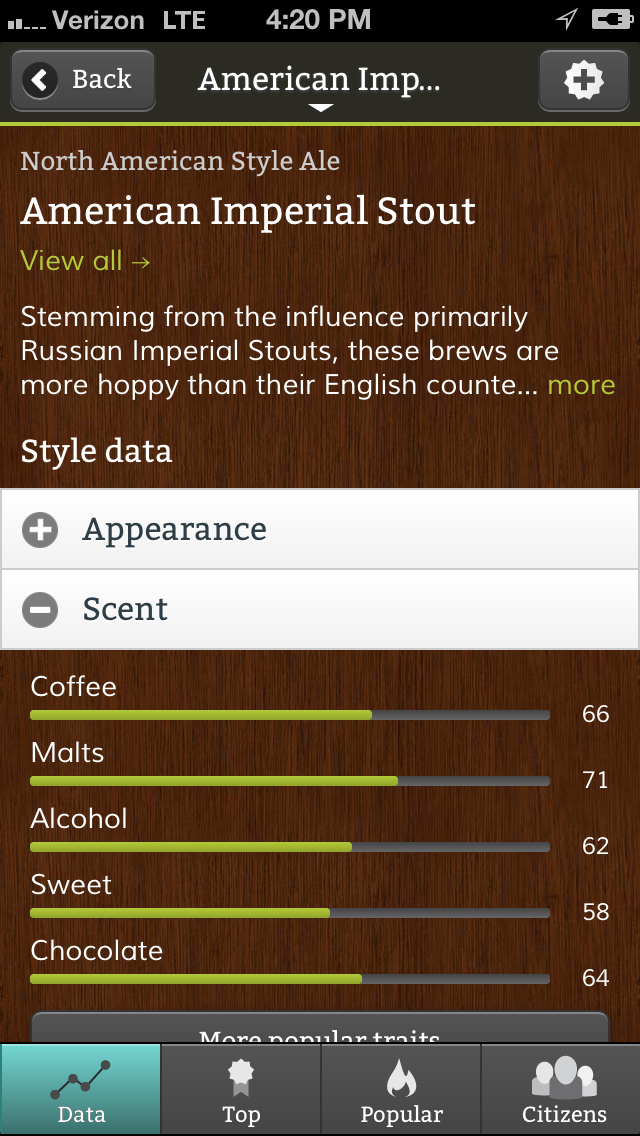 Verizon LTE 4:20 PM
Back American Imp...
North American Style Ale
American Imperial Stout
View all →
Stemming from the influence primarily
Russian Imperial Stouts, these brews are
more hoppy than their English counte... more
Style data
Appearance
Scent
Coffee
66
Malts
71
Alcohol
62
Sweet
58
Chocolate
64
More popular traits
Data Top Popular Citizens